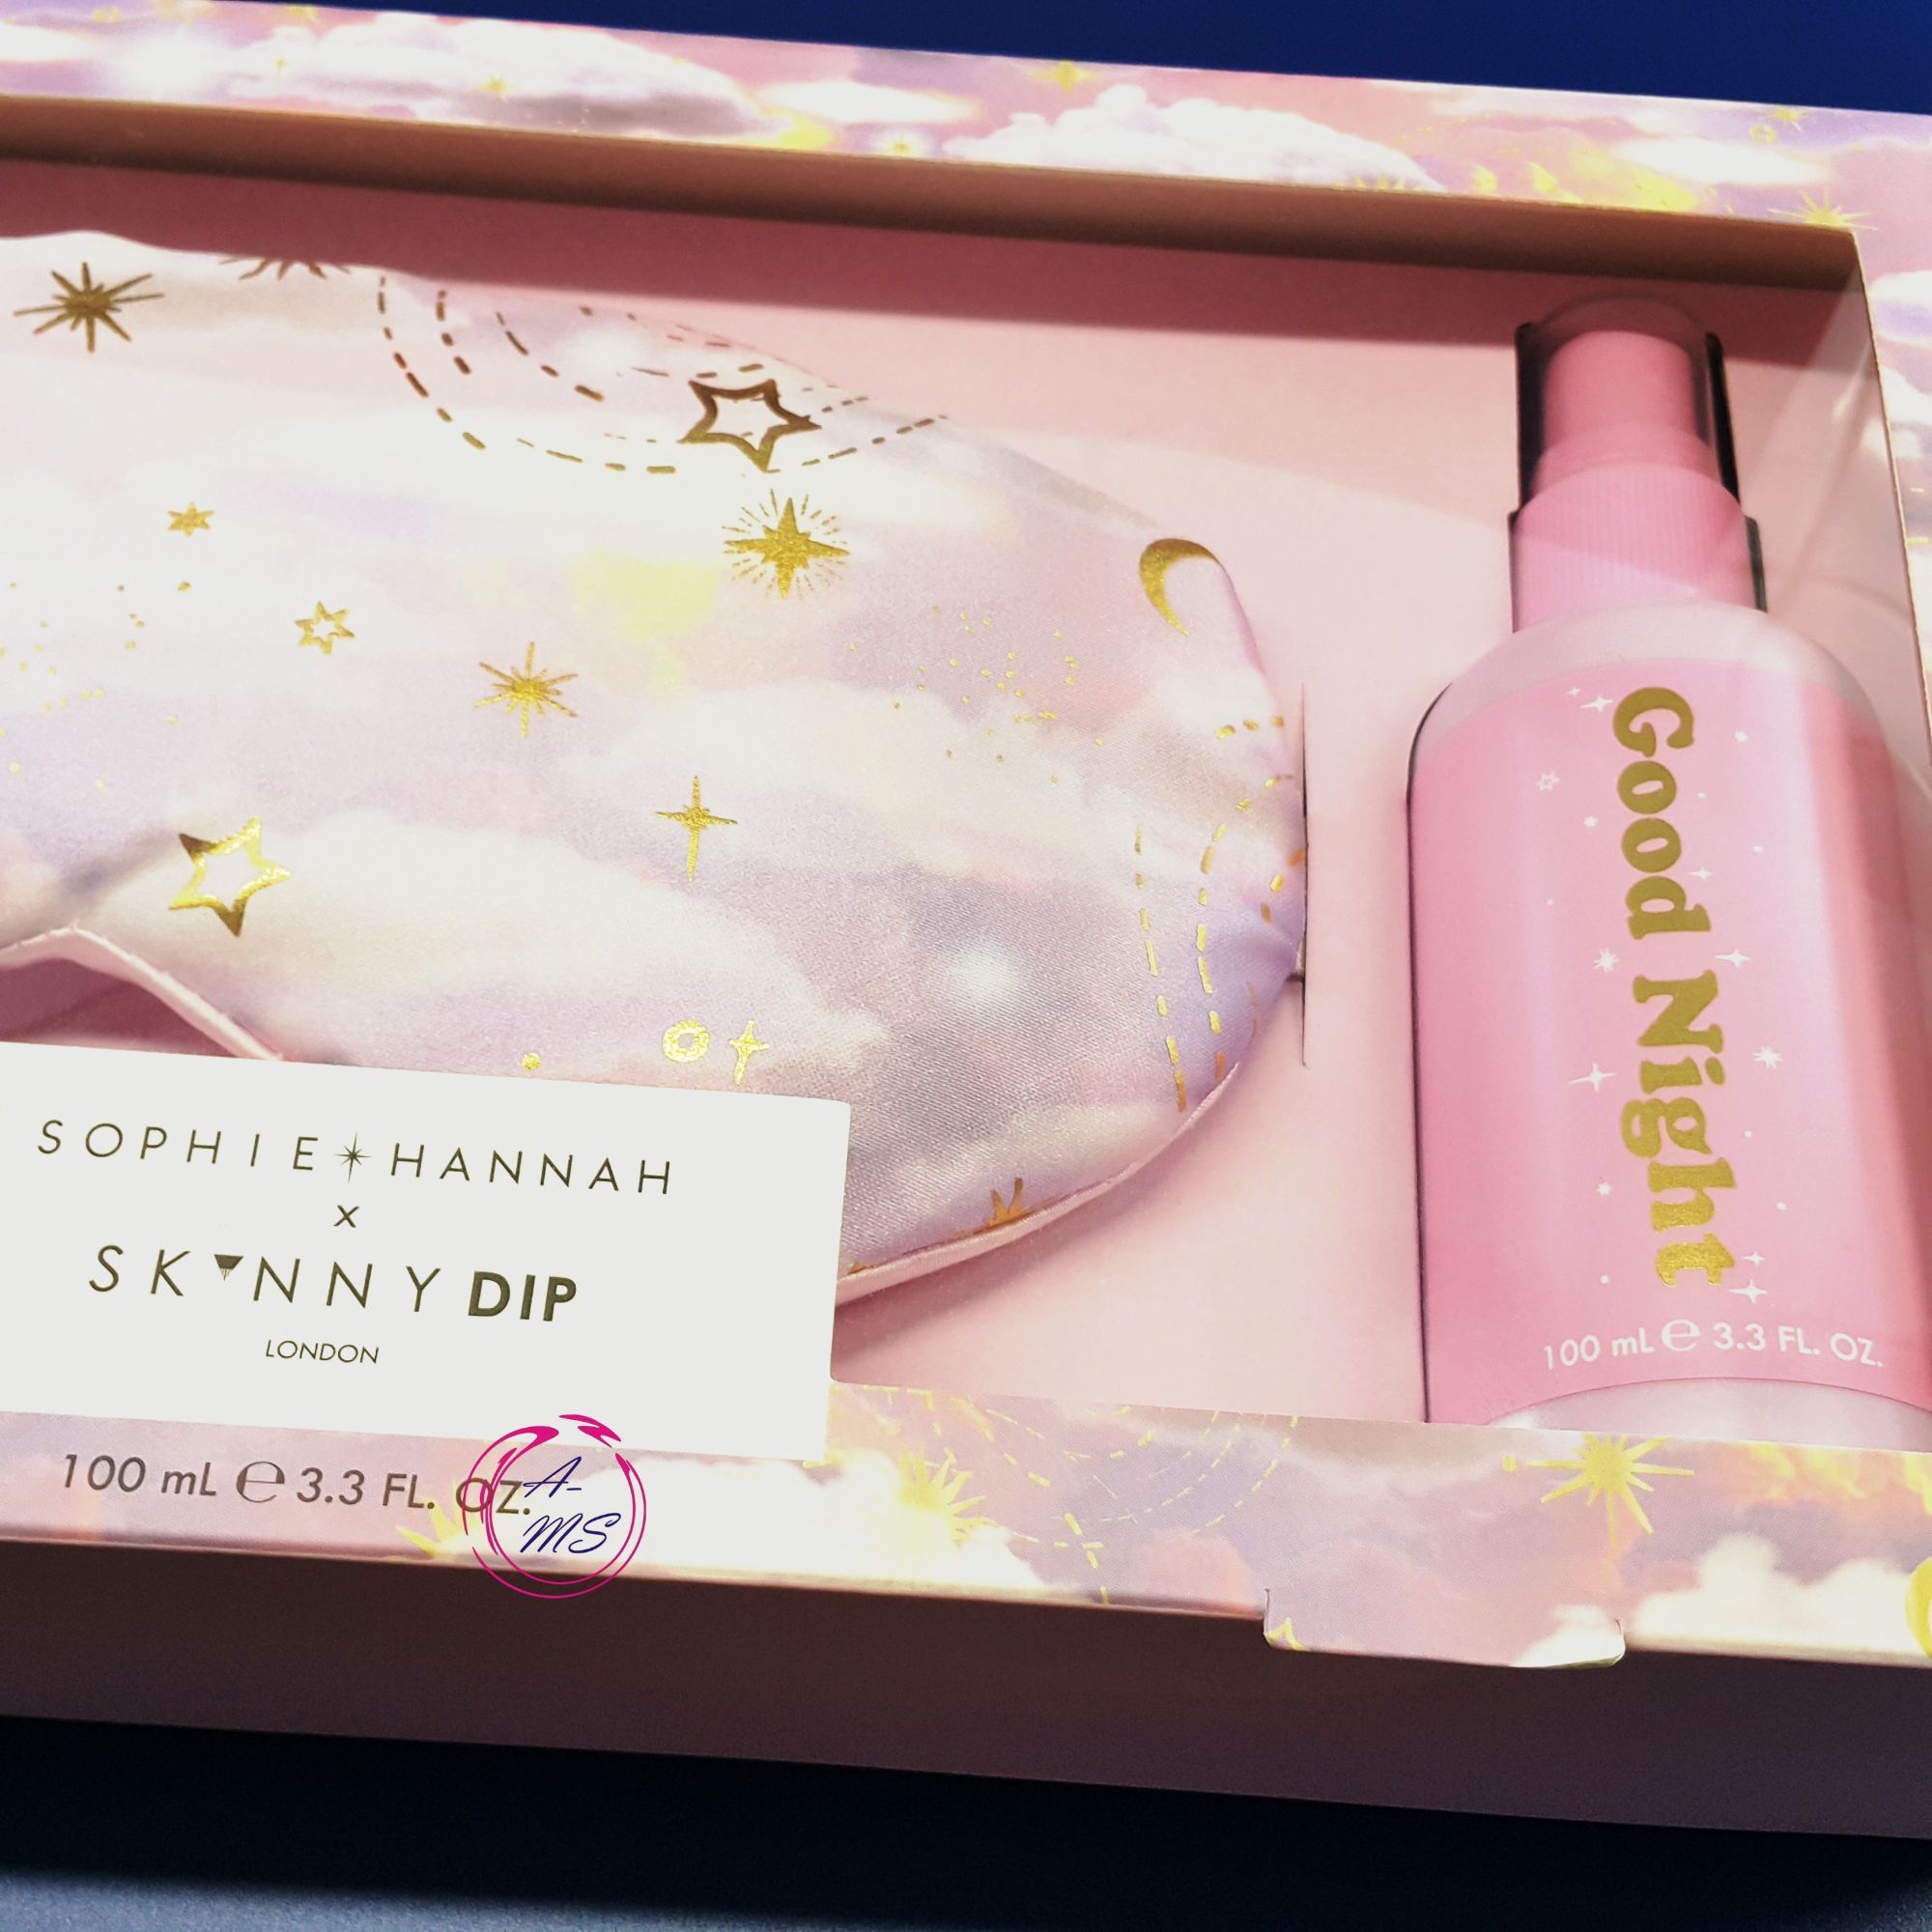 SOPHIE HANNAH
x
SKINNY DIP
LONDON
100 mL ℮ 3.3 FL. OZ.
A-
MS
Good Night
100 mL ℮ 3.3 FL. OZ.